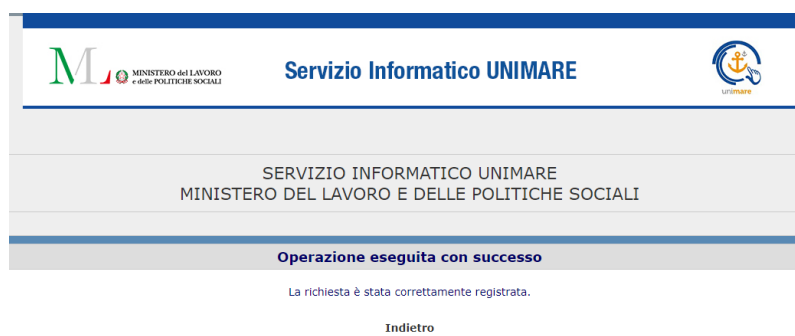 MINISTERO del LAVORO
e delle POLITICHE SOCIALI
Servizio Informatico UNIMARE
unimare
SERVIZIO INFORMATICO UNIMARE
MINISTERO DEL LAVORO E DELLE POLITICHE SOCIALI
Operazione eseguita con successo
La richiesta è stata correttamente registrata.
Indietro